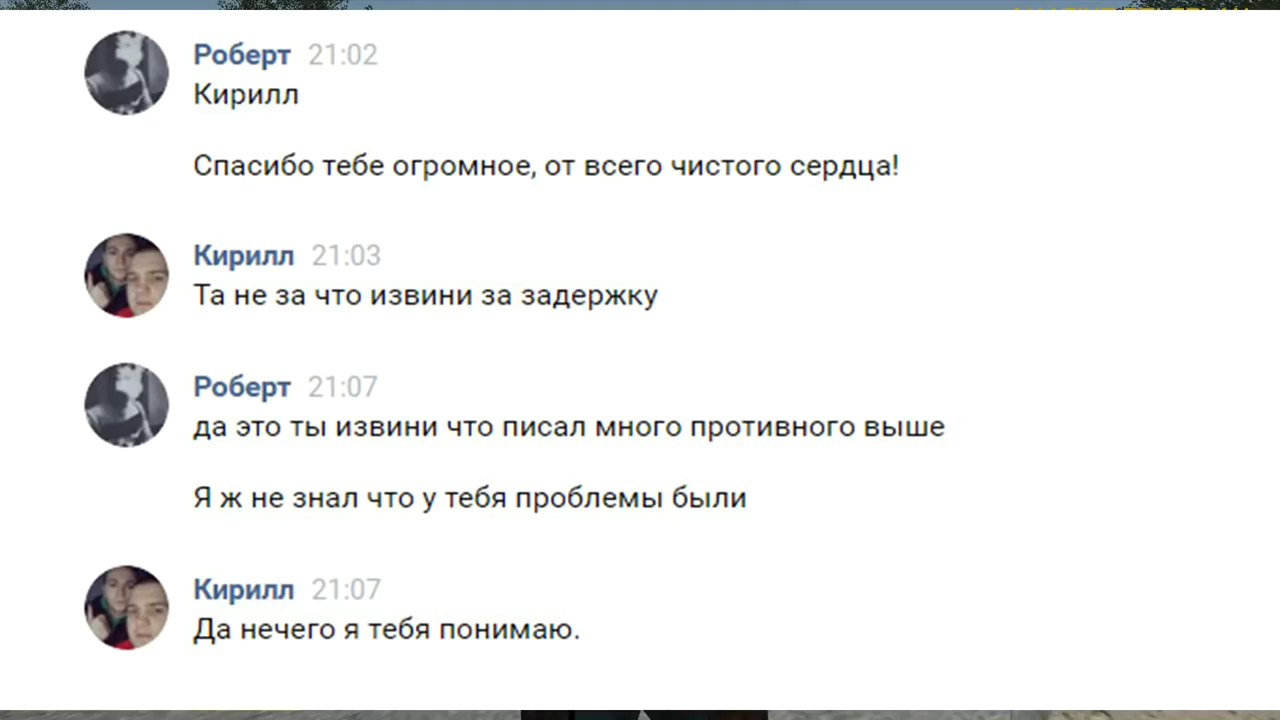 Роберт 21:02
Кирилл
Спасибо тебе огромное, от всего чистого сердца!
Кирилл 21:03
Та не за что извини за задержку
Роберт 21:07
да это ты извини что писал много противного выше
Я ж не знал что у тебя проблемы были
Кирилл 21:07
Да нечего я тебя понимаю.